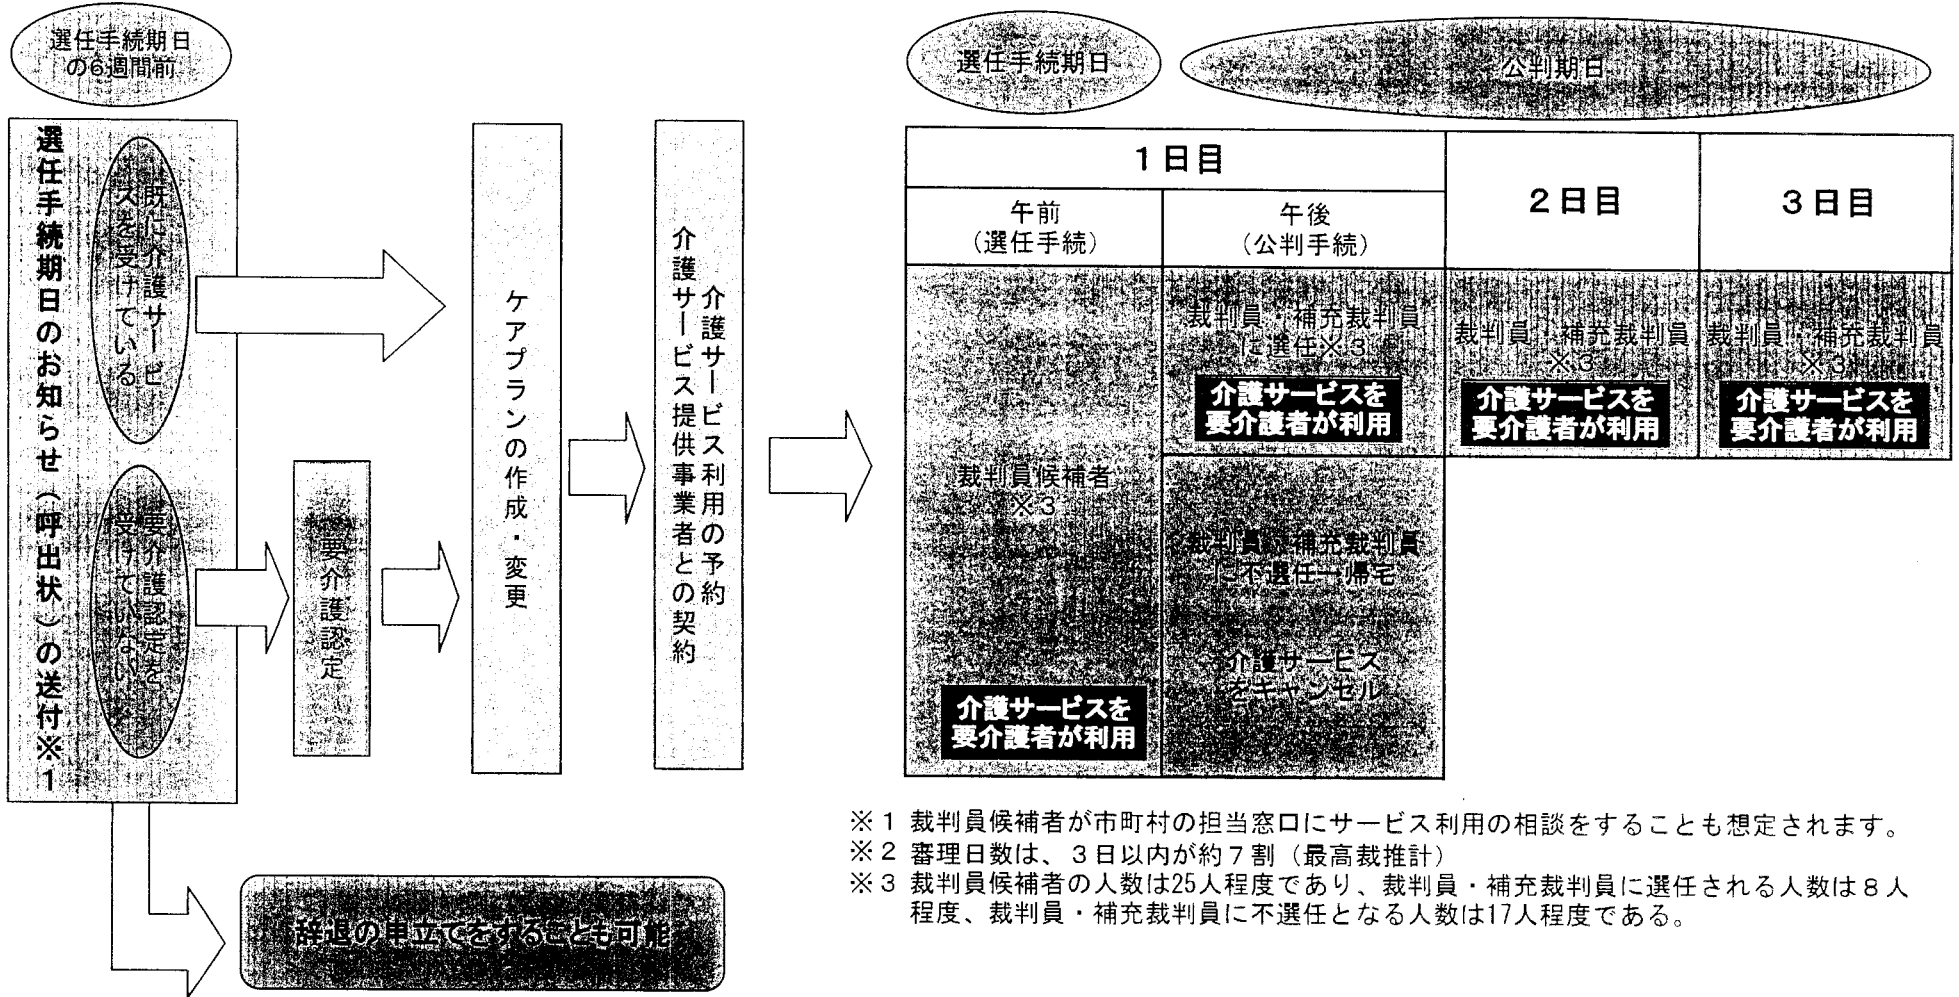 選任手続期日
の6週間前
選任手続期日のお知らせ（呼出状）の送付※1
既に介護サービ
スを受けている
要介護認定を
受けていない
要介護認定
ケアプランの作成・変更
介護サービス利用の予約
介護サービス提供事業者との契約
辞退の申立てをすることも可能
選任手続期日
公判期日
1日目
2日目
3日目
午前
（選任手続）
午後
（公判手続）
裁判員候補者
※3
介護サービスを
要介護者が利用
裁判員・補充裁判員
に選任※3
介護サービスを
要介護者が利用
裁判員・補充裁判員
※3
介護サービスを
要介護者が利用
裁判員・補充裁判員
※3
介護サービスを
要介護者が利用
裁判員・補充裁判員
に不選任→帰宅
介護サービス
をキャンセル
※1 裁判員候補者が市町村の担当窓口にサービス利用の相談をすることも想定されます。
※2 審理日数は、3日以内が約7割（最高裁推計）
※3 裁判員候補者の人数は25人程度であり、裁判員・補充裁判員に選任される人数は8人
程度、裁判員・補充裁判員に不選任となる人数は17人程度である。